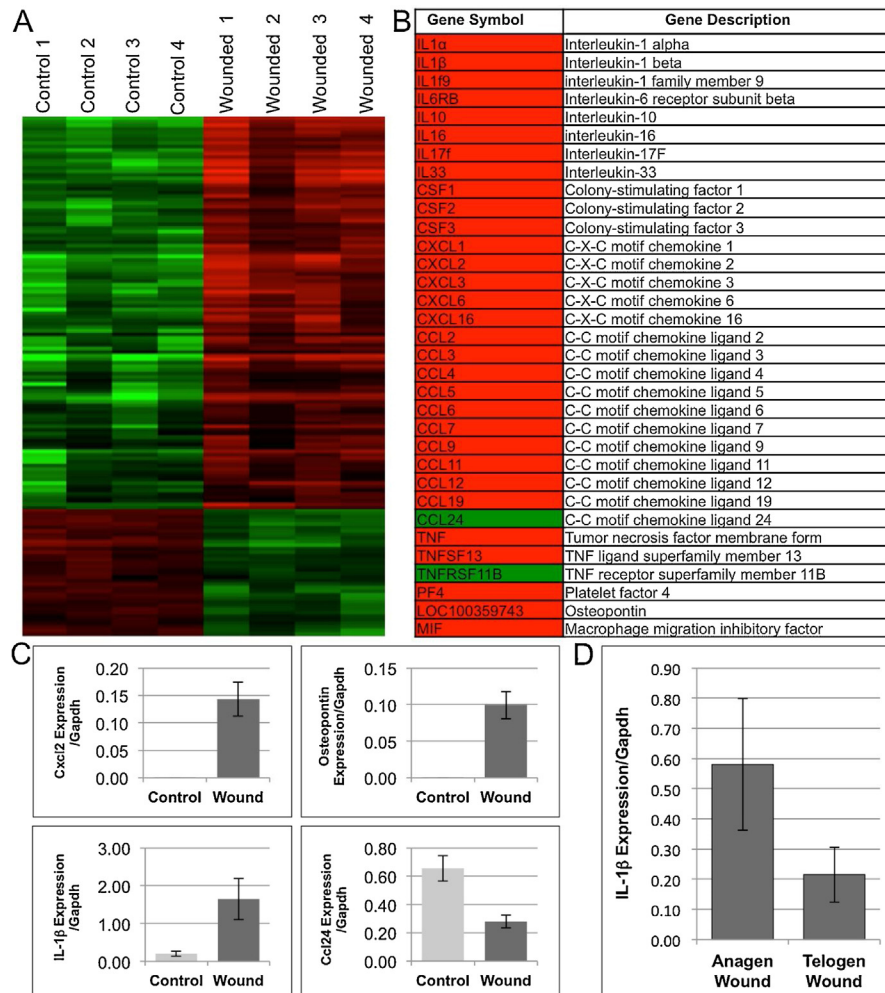 A
Control 1
Control 2
Control 3
Control 4
Wounded 1
Wounded 2
Wounded 3
Wounded 4
B
Gene Symbol Gene Description
IL1α Interleukin-1 alpha
IL1β Interleukin-1 beta
IL1f9 interleukin-1 family member 9
IL6RB Interleukin-6 receptor subunit beta
IL10 Interleukin-10
IL16 interleukin-16
IL17f Interleukin-17F
IL33 Interleukin-33
CSF1 Colony-stimulating factor 1
CSF2 Colony-stimulating factor 2
CSF3 Colony-stimulating factor 3
CXCL1 C-X-C motif chemokine 1
CXCL2 C-X-C motif chemokine 2
CXCL3 C-X-C motif chemokine 3
CXCL6 C-X-C motif chemokine 6
CXCL16 C-X-C motif chemokine 16
CCL2 C-C motif chemokine ligand 2
CCL3 C-C motif chemokine ligand 3
CCL4 C-C motif chemokine ligand 4
CCL5 C-C motif chemokine ligand 5
CCL6 C-C motif chemokine ligand 6
CCL7 C-C motif chemokine ligand 7
CCL9 C-C motif chemokine ligand 9
CCL11 C-C motif chemokine ligand 11
CCL12 C-C motif chemokine ligand 12
CCL19 C-C motif chemokine ligand 19
CCL24 C-C motif chemokine ligand 24
TNF Tumor necrosis factor membrane form
TNFSF13 TNF ligand superfamily member 13
TNFRSF11B TNF receptor superfamily member 11B
PF4 Platelet factor 4
LOC100359743 Osteopontin
MIF Macrophage migration inhibitory factor
C
Cxcl2 Expression
/Gapdh
0.20
0.15
0.10
0.05
0.00
Control Wound
Osteopontin
Expression/Gapdh
0.15
0.10
0.05
0.00
Control Wound
IL-1β Expression
/Gapdh
3.00
2.00
1.00
0.00
Control Wound
Ccl24 Expression
/Gapdh
0.80
0.60
0.40
0.20
0.00
Control Wound
D
IL-1β Expression/Gapdh
0.90
0.80
0.70
0.60
0.50
0.40
0.30
0.20
0.10
0.00
Anagen Telogen
Wound Wound